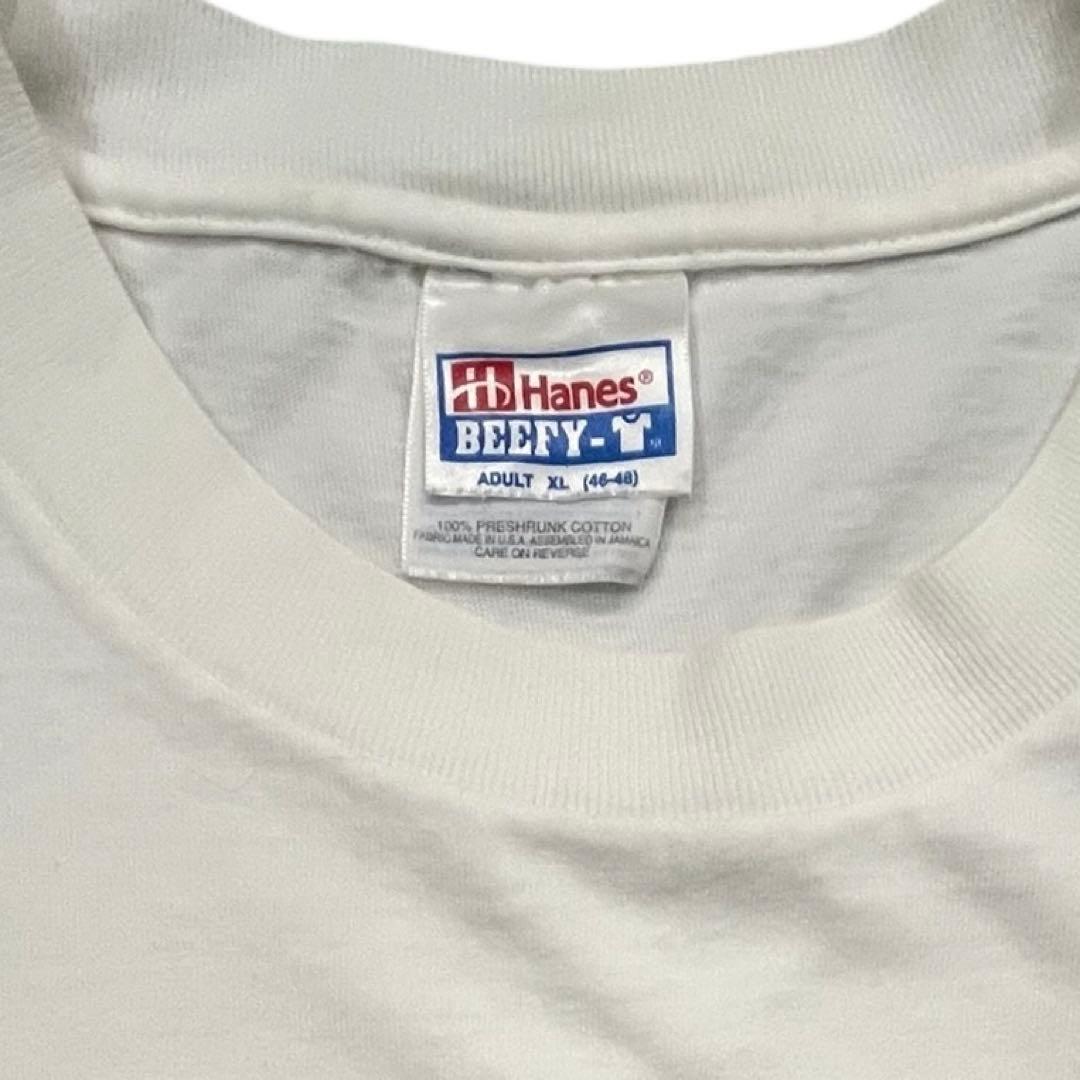 Hanes®
BEEFY-T
ADULT XL (46-48)
100% PRESHRUNK COTTON
FABRIC MADE IN U.S.A. ASSEMBLED IN JAMAICA
CARE ON REVERSE